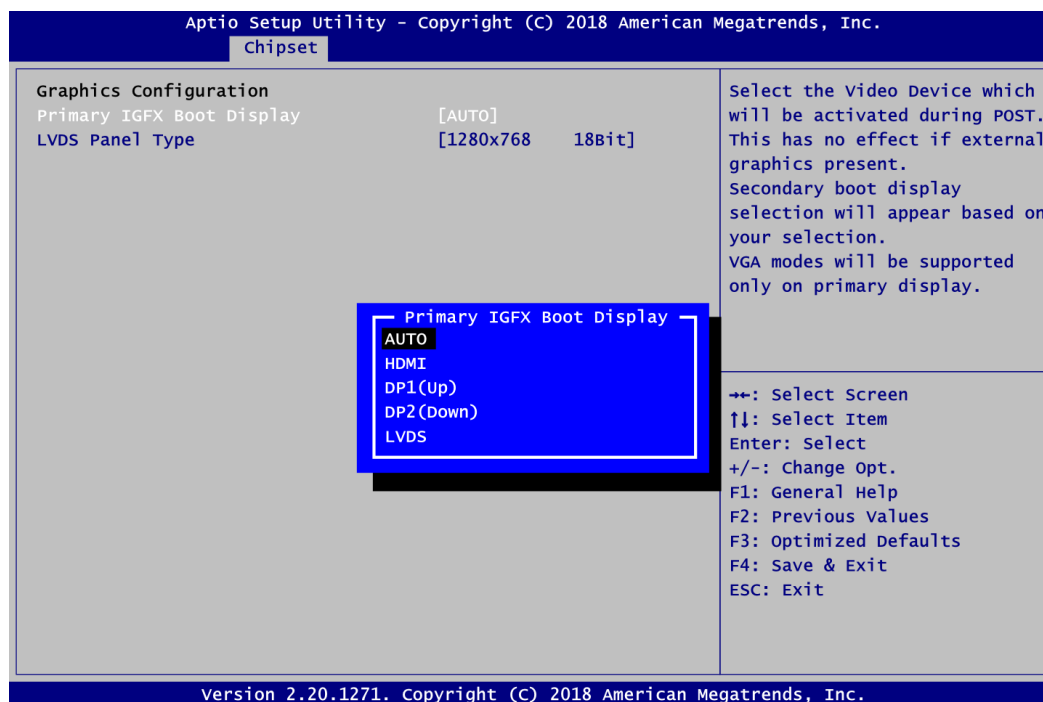 Aptio Setup Utility - Copyright (C) 2018 American Megatrends, Inc.
Chipset
Graphics Configuration
Primary IGFX Boot Display [AUTO]
LVDS Panel Type [1280x768 18Bit]
Select the Video Device which
will be activated during POST.
This has no effect if external
graphics present.
Secondary boot display
selection will appear based on
your selection.
VGA modes will be supported
only on primary display.
Primary IGFX Boot Display
AUTO
HDMI
DP1(Up)
DP2(Down)
LVDS
→←: Select Screen
↑↓: Select Item
Enter: Select
+/-: Change Opt.
F1: General Help
F2: Previous Values
F3: Optimized Defaults
F4: Save & Exit
ESC: Exit
Version 2.20.1271. Copyright (C) 2018 American Megatrends, Inc.